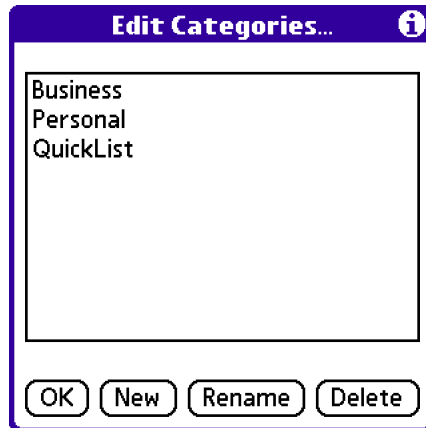 Edit Categories...
Business
Personal
QuickList
OK New Rename Delete